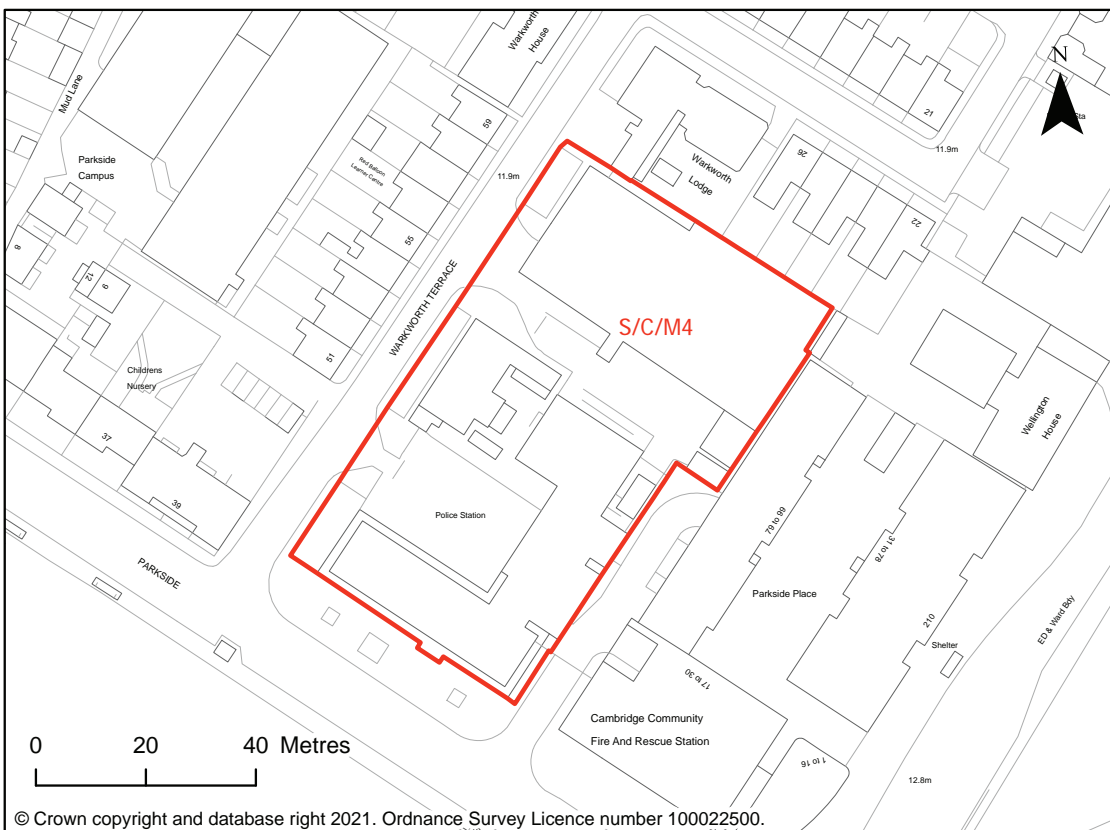 Warkworth
House
N
Mud Lane
59
21
Sta
11.9m
Parkside
Campus
Red Balloon
Learner Centre
11.9m
Warkworth
Lodge
26
22
55
8
12
9
WARKWORTH TERRACE
S/C/M4
51
Childrens
Nursery
Wellington
House
37
39
Police Station
79 to 99
31 to 78
PARKSIDE
Parkside Place
210
ED & Ward Bdy
Shelter
17 to 30
Cambridge Community
Fire And Rescue Station
1 to 16
12.8m
0 20 40 Metres
© Crown copyright and database right 2021. Ordnance Survey Licence number 100022500.